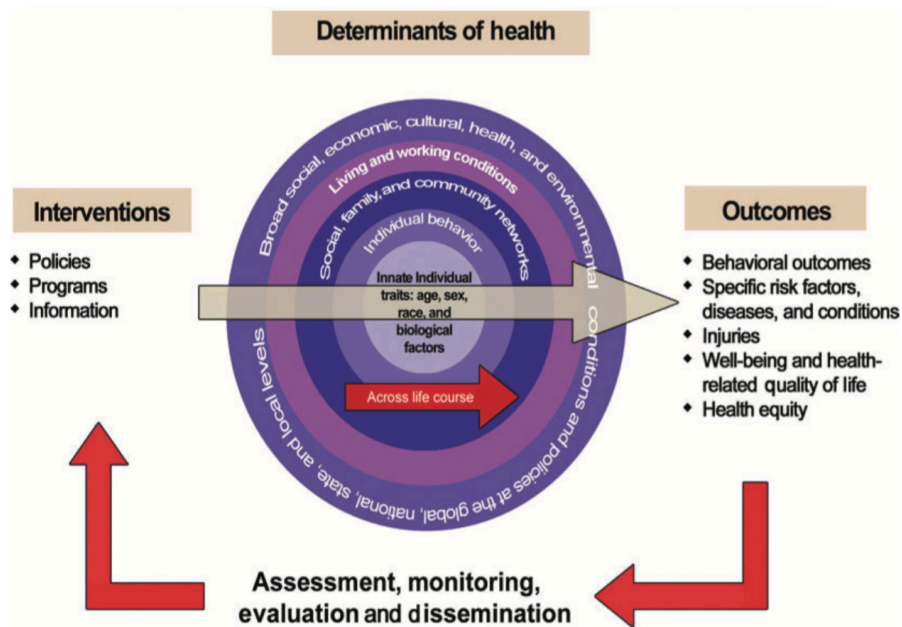 Determinants of health
Broad social, economic, cultural, health, and environmental conditions and policies at the global, national, state, and local levels
Living and working conditions
Social, family, and community networks
Individual behavior
Innate Individual
traits: age, sex,
race, and
biological
factors
Across life course
Interventions
◆ Policies
◆ Programs
◆ Information
Outcomes
◆ Behavioral outcomes
◆ Specific risk factors,
diseases, and conditions
◆ Injuries
◆ Well-being and health-
related quality of life
◆ Health equity
Assessment, monitoring,
evaluation and dissemination